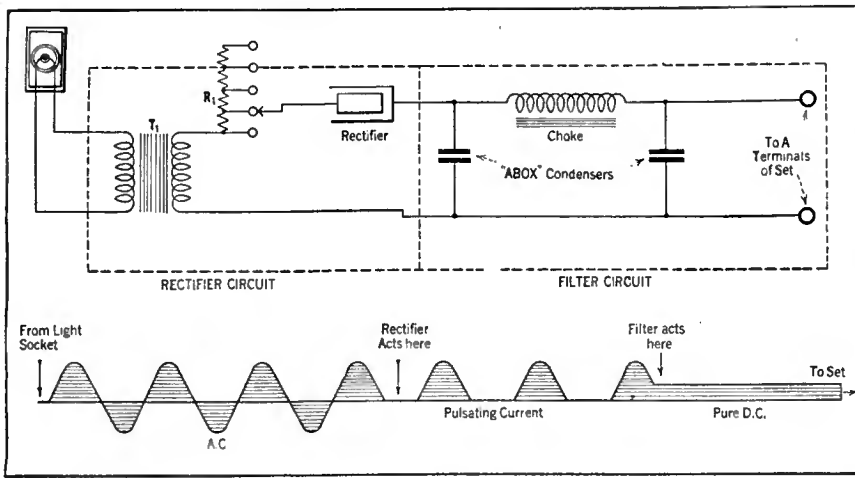 R1
T1
Rectifier
Choke
"ABOX" Condensers
To A
Terminals
of Set
RECTIFIER CIRCUIT
FILTER CIRCUIT
From Light
Socket
Rectifier
Acts here
Filter acts
here
To Set
A.C
Pulsating Current
Pure D.C.